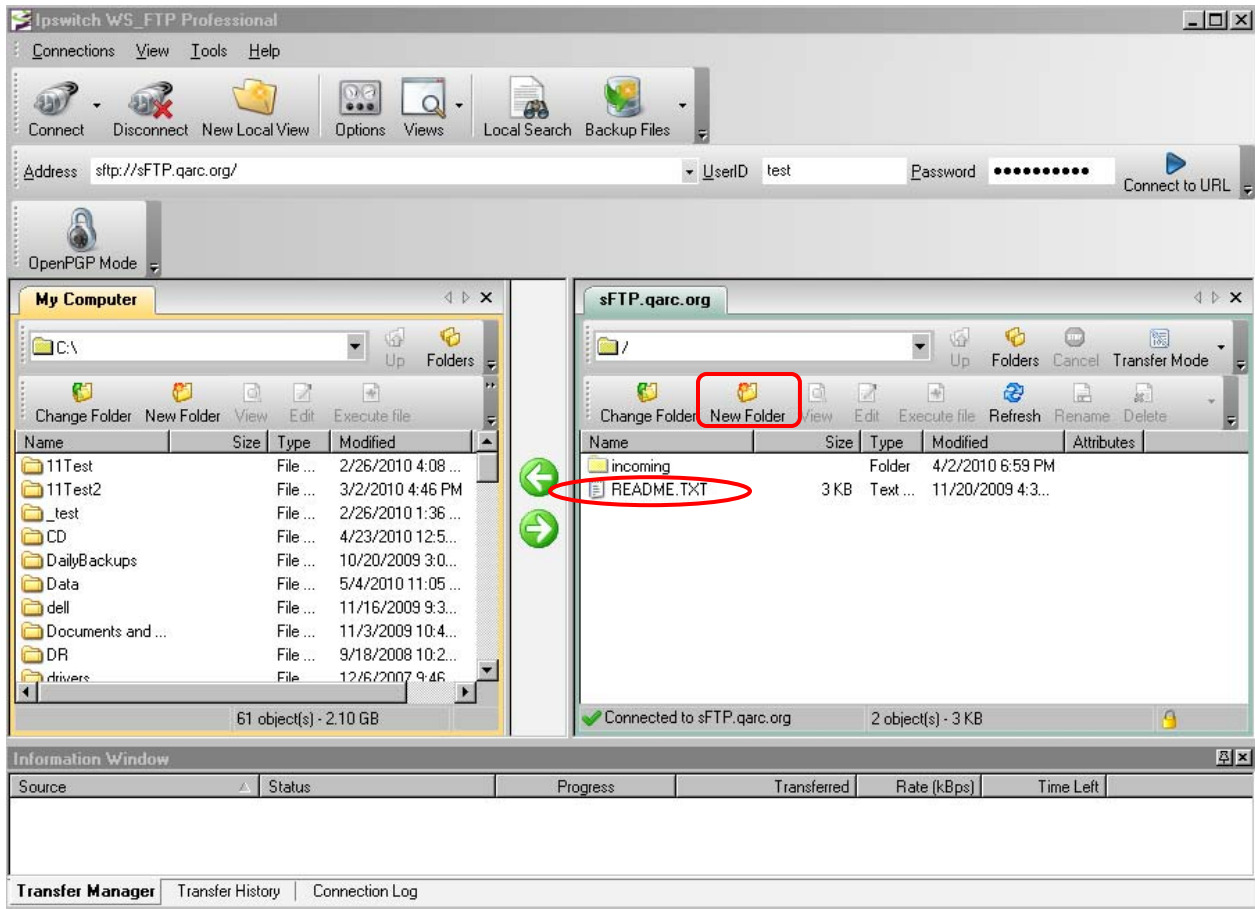 Ipswitch WS_FTP Professional
Connections View Tools Help
Connect Disconnect New Local View Options Views Local Search Backup Files
Address sftp://sFTP.qarc.org/ UserID test Password ●●●●●●●●●● Connect to URL
OpenPGP Mode
My Computer
C:\ Up Folders
Change Folder New Folder View Edit Execute file
Name Size Type Modified
11Test File ... 2/26/2010 4:08 ...
11Test2 File ... 3/2/2010 4:46 PM
_test File ... 2/26/2010 1:36 ...
CD File ... 4/23/2010 12:5...
DailyBackups File ... 10/20/2009 3:0...
Data File ... 5/4/2010 11:05 ...
dell File ... 11/16/2009 9:3...
Documents and ... File ... 11/3/2009 10:4...
DR File ... 9/18/2008 10:2...
drivers File 12/6/2007 9:46
61 object(s) - 2.10 GB
sFTP.qarc.org
/ Up Folders Cancel Transfer Mode
Change Folder New Folder View Edit Execute file Refresh Rename Delete
Name Size Type Modified Attributes
incoming Folder 4/2/2010 6:59 PM
README.TXT 3 KB Text ... 11/20/2009 4:3...
Connected to sFTP.qarc.org 2 object(s) - 3 KB
Information Window
Source Status Progress Transferred Rate (kBps) Time Left
Transfer Manager Transfer History Connection Log